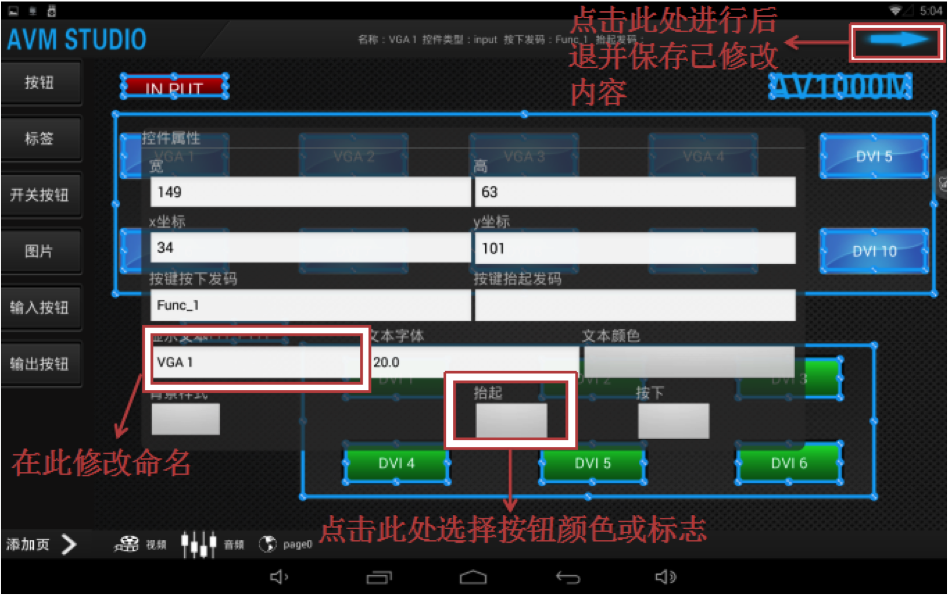 5:04
AVM STUDIO
名称：VGA 1 控件类型：input 按下发码：Func_1 抬起发码：
点击此处进行后
退并保存已修改
内容
按钮
标签
开关按钮
图片
输入按钮
输出按钮
INPUT
AV1000M
控件属性
VGA 1
VGA 2
VGA 3
VGA 4
DVI 5
宽
高
149
63
x坐标
y坐标
34
101
DVI 10
按键按下发码
按键抬起发码
Func_1
显示文本
文本字体
文本颜色
VGA 1
20.0
DVI 1
DVI 2
DVI 3
背景样式
抬起
按下
在此修改命名
DVI 4
DVI 5
DVI 6
点击此处选择按钮颜色或标志
添加页
视频
音频
page0